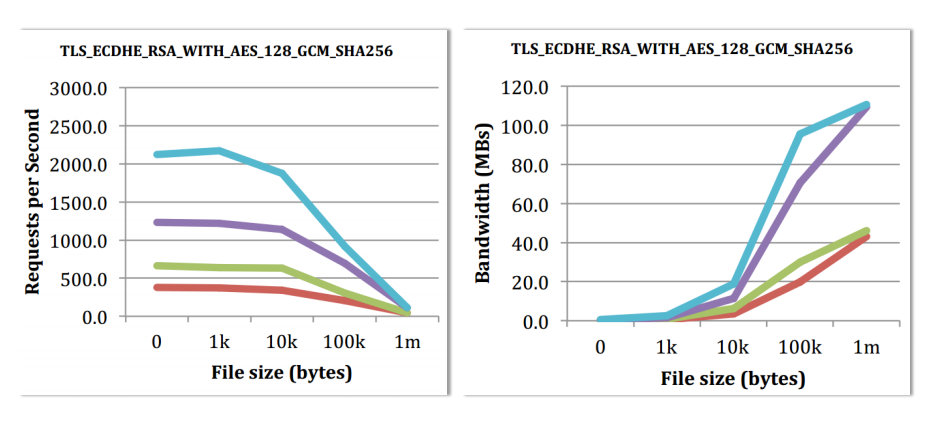 TLS_ECDHE_RSA_WITH_AES_128_GCM_SHA256
3000.0
2500.0
2000.0
1500.0
1000.0
500.0
0.0
Requests per Second
0 1k 10k 100k 1m
File size (bytes)
TLS_ECDHE_RSA_WITH_AES_128_GCM_SHA256
120.0
100.0
80.0
60.0
40.0
20.0
0.0
Bandwidth (MBs)
0 1k 10k 100k 1m
File size (bytes)